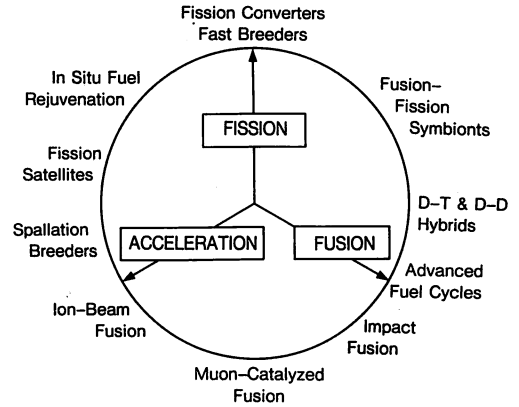 Fission Converters
Fast Breeders
In Situ Fuel
Rejuvenation
Fusion–
Fission
Symbionts
FISSION
Fission
Satellites
D–T & D–D
Hybrids
Spallation
Breeders
ACCELERATION
FUSION
Advanced
Fuel Cycles
Ion–Beam
Fusion
Impact
Fusion
Muon–Catalyzed
Fusion